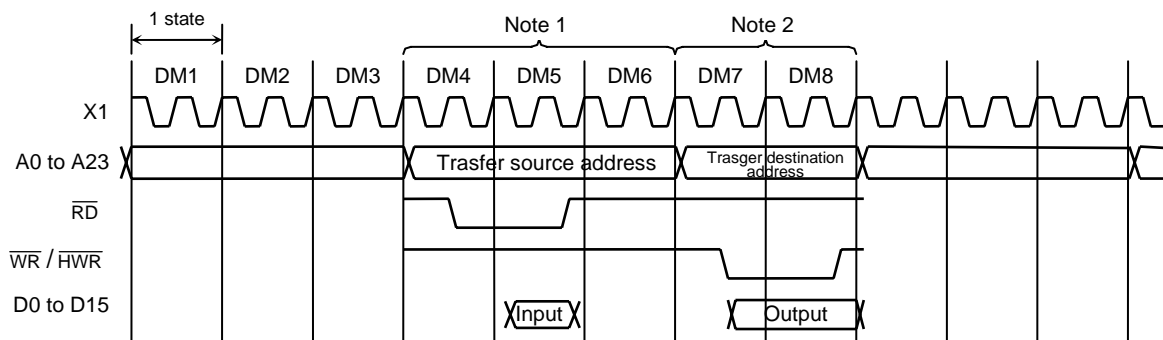 1 state
Note 1
Note 2
DM1 DM2 DM3 DM4 DM5 DM6 DM7 DM8
X1
A0 to A23
Trasfer source address
Trasger destination
address
RD
WR / HWR
D0 to D15
Input
Output